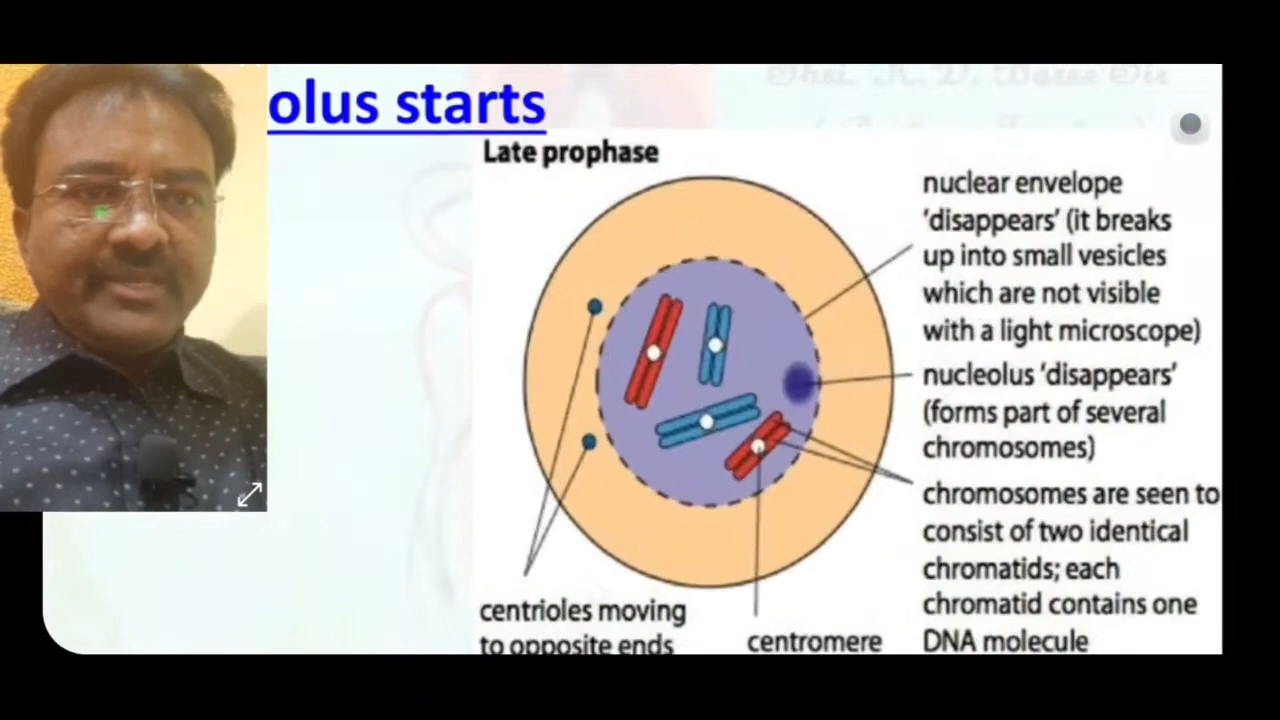 olus starts
Late prophase
nuclear envelope
‘disappears’ (it breaks
up into small vesicles
which are not visible
with a light microscope)
nucleolus ‘disappears’
(forms part of several
chromosomes)
chromosomes are seen to
consist of two identical
chromatids; each
chromatid contains one
DNA molecule
centrioles moving
to opposite ends
centromere